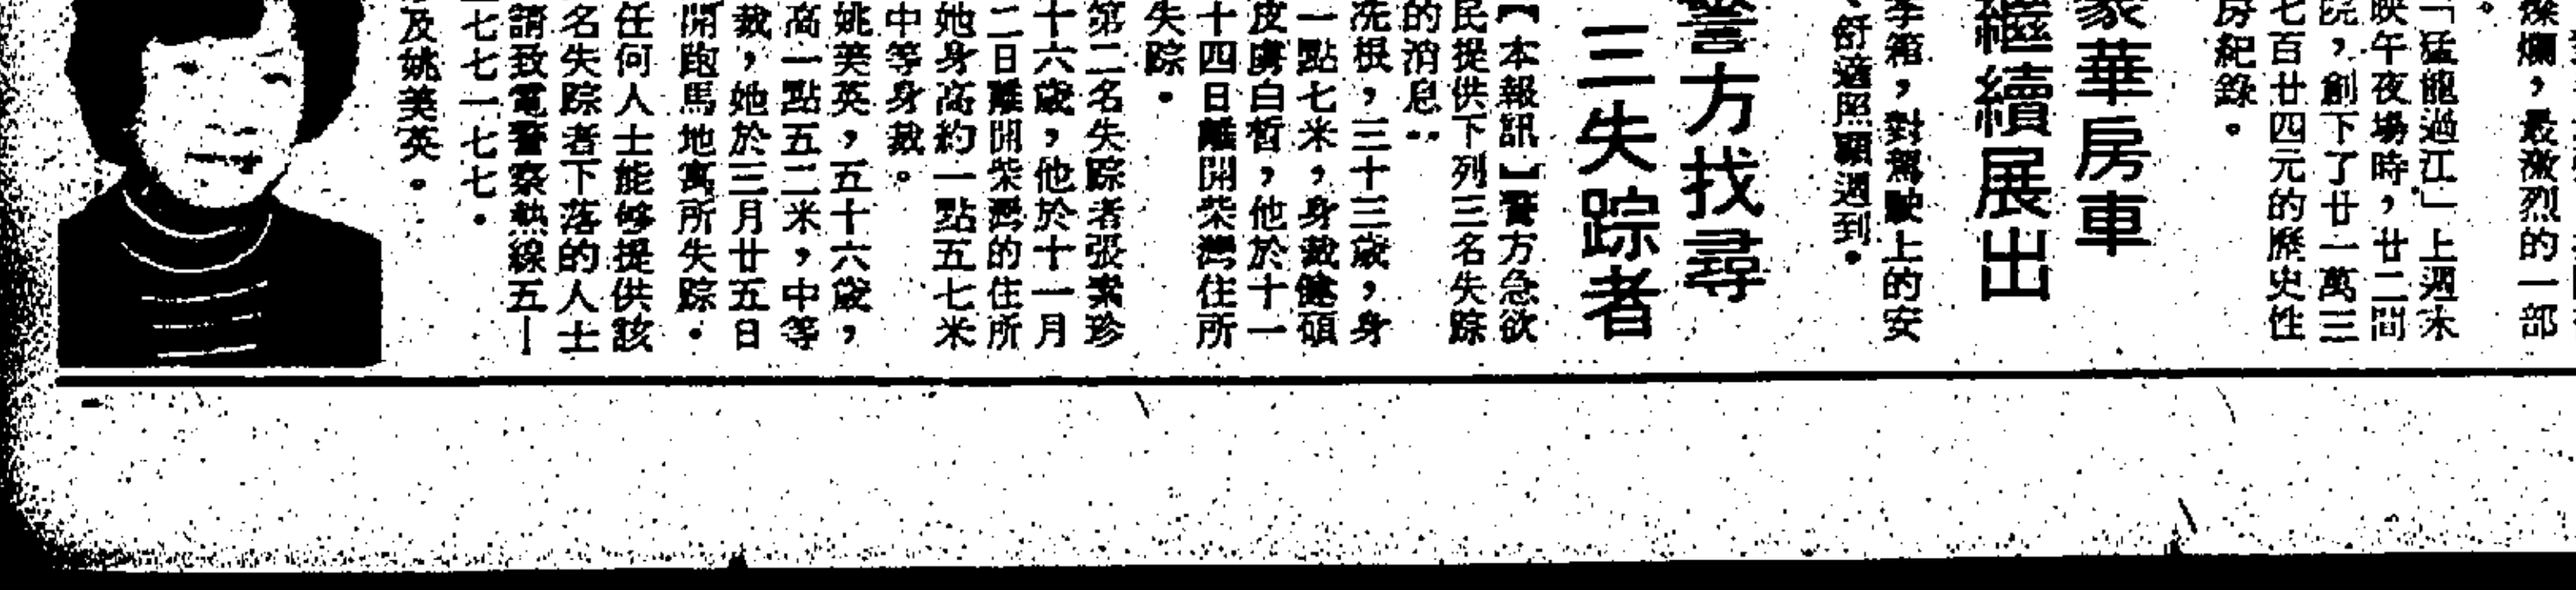 燦爛，最激烈的一部
。
「猛龍過江」上週末
映午夜場時，廿二間
院，創下了廿一萬三
七百廿四元的歷史性
房紀錄。
豪華房車
繼續展出
李箱，對駕駛上的安
、舒適照顧週到。
警方找尋
三失踪者
【本報訊】警方急欲
民提供下列三名失踪
的消息：
冼根，三十三歲，身
一點七米，身裁健碩
皮膚白皙，他於十一
十四日離開柴灣住所
失踪。
第二名失踪者張素珍
十六歲，他於十一月
二日離開柴灣的住所
她身高約一點五七米
中等身裁。
姚美英，五十六歲，
高一點五二米，中等
裁，她於三月廿五日
開跑馬地寓所失踪。
任何人士能夠提供該
名失踪者下落的人士
請致電警察熱線五—
七七一七七。
及姚美英。